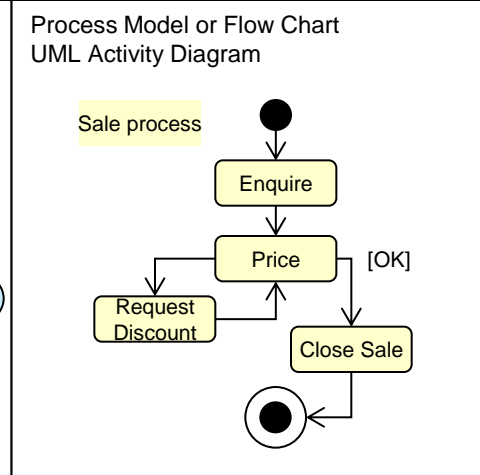 Process Model or Flow Chart
UML Activity Diagram
Sale process
Enquire
Price
[OK]
Request
Discount
Close Sale